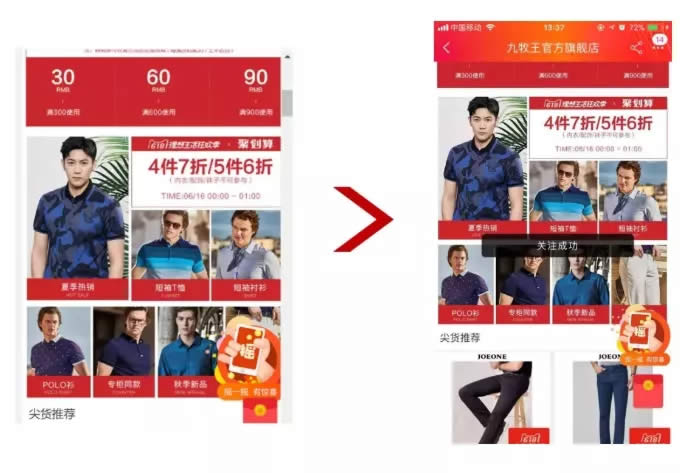 30
60
90
RMB
RMB
RMB
满300使用
满600使用
满900使用
618理想生活狂欢季 · 聚划算
4件7折/5件6折
(内衣/配饰/袜子不可参与)
TIME:06/16 00:00 ~ 01:00
夏季热销
HOT SALE
短袖T恤
T-SHIRT
短袖衬衫
SHIRT
POLO衫
POLO SHIRT
专柜同款
COUNTER
秋季新品
NEW ARRIVAL
摇
摇一摇 有惊喜
尖货推荐
中国移动
13:37
72%
九牧王官方旗舰店
14
满300使用
满600使用
满900使用
618理想生活狂欢季 · 聚划算
4件7折/5件6折
(内衣/配饰/袜子不可参与)
TIME:06/16 00:00 ~ 01:00
夏季热销
短袖T恤
短袖衬衫
关注成功
POLO衫
专柜同款
秋季新品
摇
摇一摇 有惊喜
尖货推荐
JOEONE
JOEONE
618
618